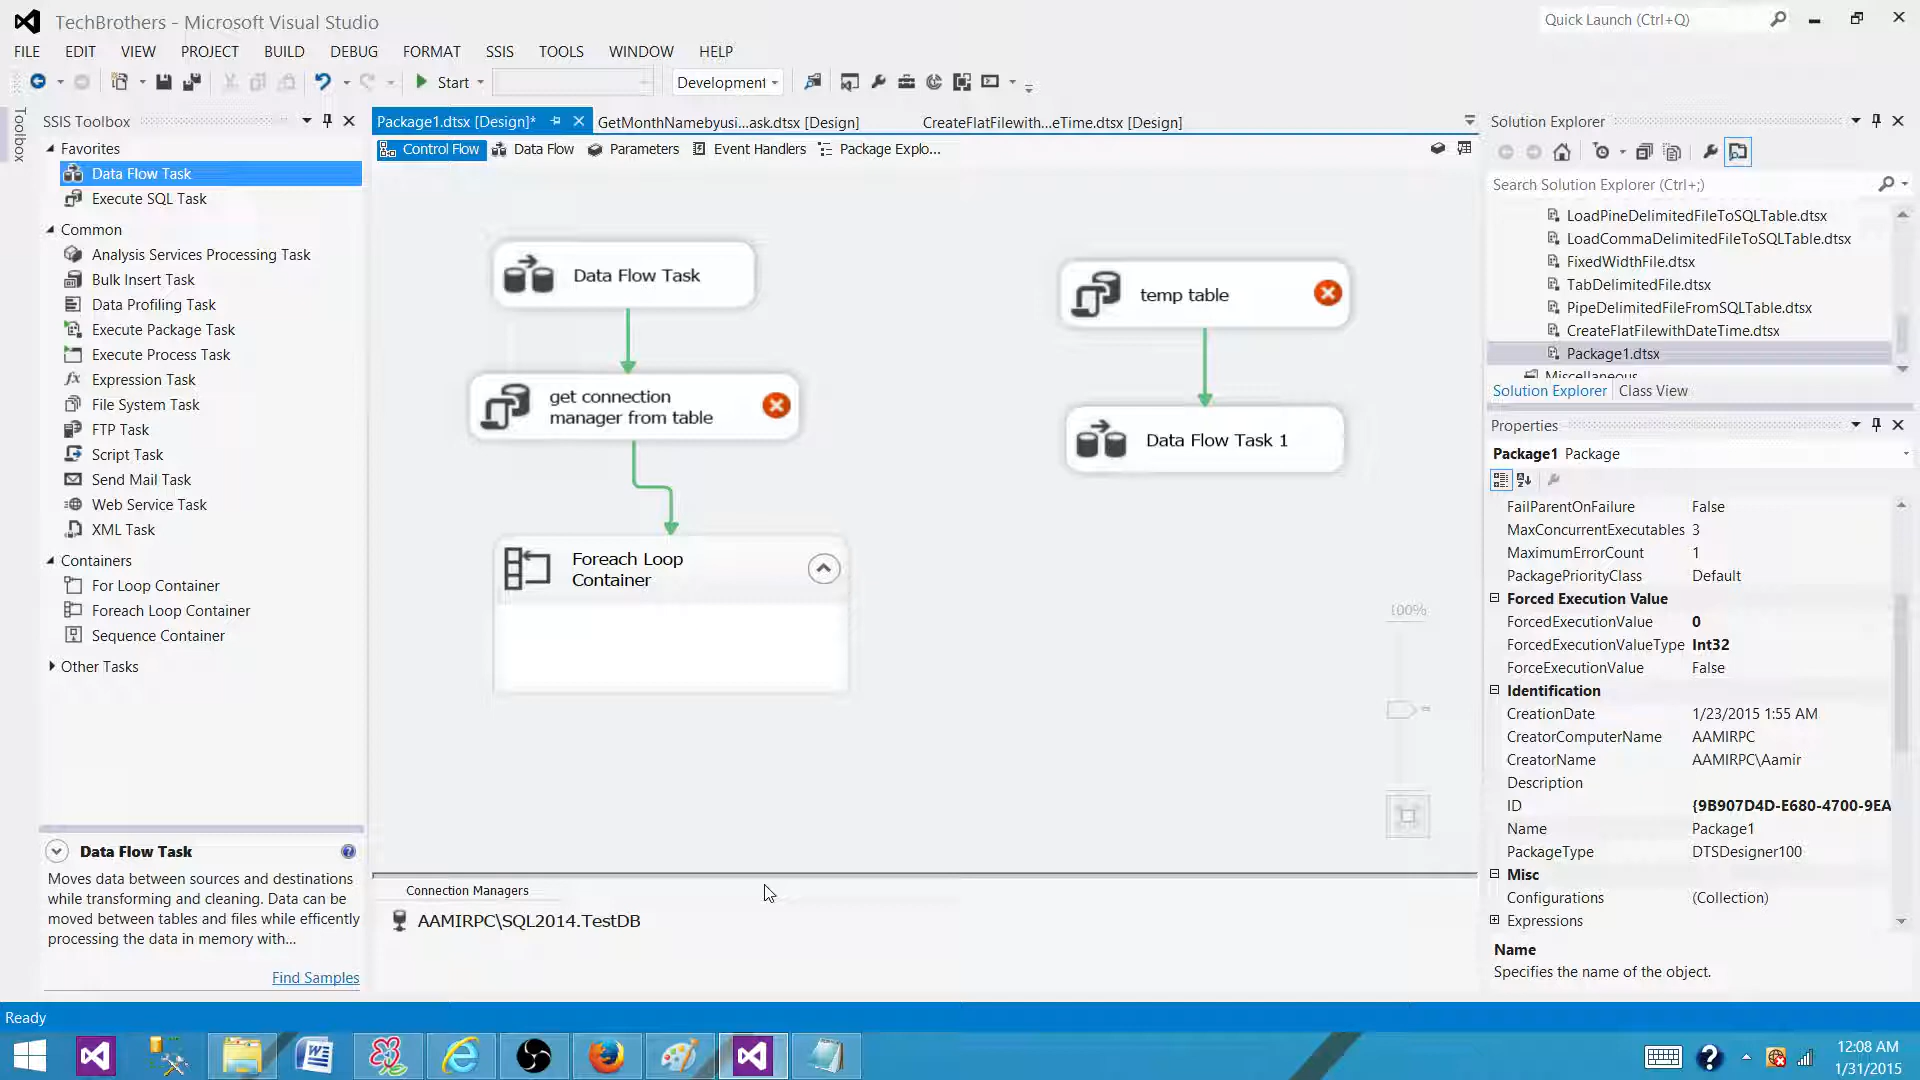 TechBrothers - Microsoft Visual Studio
Quick Launch (Ctrl+Q)
FILE EDIT VIEW PROJECT BUILD DEBUG FORMAT SSIS TOOLS WINDOW HELP
Start
Development
Toolbox
SSIS Toolbox
Favorites
Data Flow Task
Execute SQL Task
Common
Analysis Services Processing Task
Bulk Insert Task
Data Profiling Task
Execute Package Task
Execute Process Task
Expression Task
File System Task
FTP Task
Script Task
Send Mail Task
Web Service Task
XML Task
Containers
For Loop Container
Foreach Loop Container
Sequence Container
Other Tasks
Data Flow Task
Moves data between sources and destinations
while transforming and cleaning. Data can be
moved between tables and files while efficently
processing the data in memory with...
Find Samples
Package1.dtsx [Design]* GetMonthNamebyusi...ask.dtsx [Design] CreateFlatFilewith...eTime.dtsx [Design]
Control Flow Data Flow Parameters Event Handlers Package Explo...
Data Flow Task
get connection
manager from table
Foreach Loop
Container
temp table
Data Flow Task 1
100%
Connection Managers
AAMIRPC\SQL2014.TestDB
Solution Explorer
Search Solution Explorer (Ctrl+;)
LoadPineDelimitedFileToSQLTable.dtsx
LoadCommaDelimitedFileToSQLTable.dtsx
FixedWidthFile.dtsx
TabDelimitedFile.dtsx
PipeDelimitedFileFromSQLTable.dtsx
CreateFlatFilewithDateTime.dtsx
Package1.dtsx
Miscellaneous
Solution Explorer Class View
Properties
Package1 Package
FailParentOnFailure False
MaxConcurrentExecutables 3
MaximumErrorCount 1
PackagePriorityClass Default
Forced Execution Value
ForcedExecutionValue 0
ForcedExecutionValueType Int32
ForceExecutionValue False
Identification
CreationDate 1/23/2015 1:55 AM
CreatorComputerName AAMIRPC
CreatorName AAMIRPC\Aamir
Description
ID {9B907D4D-E680-4700-9EA
Name Package1
PackageType DTSDesigner100
Misc
Configurations (Collection)
Expressions
Name
Specifies the name of the object.
Ready
12:08 AM
1/31/2015